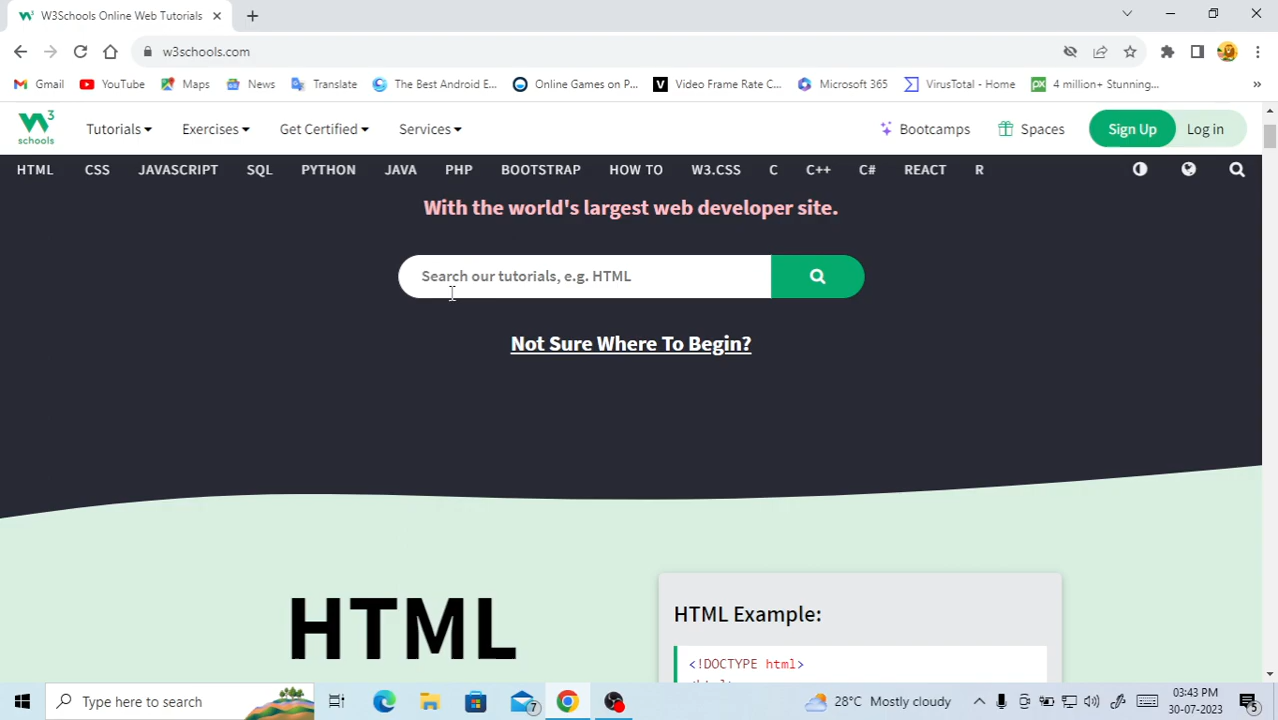 W3Schools Online Web Tutorials
w3schools.com
Gmail YouTube Maps News Translate The Best Android E... Online Games on P... Video Frame Rate C... Microsoft 365 VirusTotal - Home 4 million+ Stunning... »
W3 schools Tutorials Exercises Get Certified Services Bootcamps Spaces Sign Up Log in
HTML CSS JAVASCRIPT SQL PYTHON JAVA PHP BOOTSTRAP HOW TO W3.CSS C C++ C# REACT R
With the world's largest web developer site.
Search our tutorials, e.g. HTML
Not Sure Where To Begin?
HTML
HTML Example:
<!DOCTYPE html>
Type here to search 7 28°C Mostly cloudy 03:43 PM
30-07-2023 5